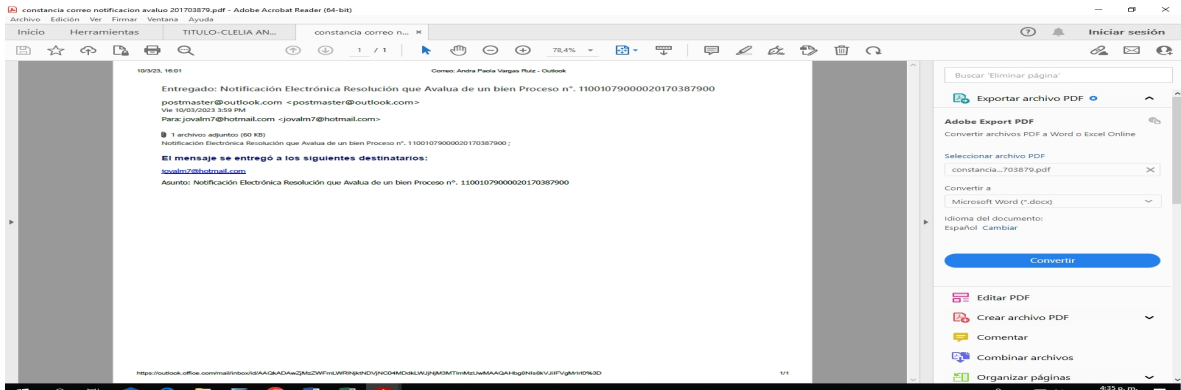 constancia correo notificacion avaluo 201703879.pdf - Adobe Acrobat Reader (64-bit)
Archivo Edición Ver Firmar Ventana Ayuda
Inicio Herramientas TITULO-CLELIA AN... constancia correo n... × Iniciar sesión
1 / 1 78,4%
10/3/23, 16:01 Correo: Andra Paola Vargas Ruiz - Outlook
Entregado: Notificación Electrónica Resolución que Avalua de un bien Proceso n°. 11001079000020170387900
postmaster@outlook.com <postmaster@outlook.com>
Vie 10/03/2023 3:59 PM
Para: jovalm7@hotmail.com <jovalm7@hotmail.com>
1 archivos adjuntos (60 KB)
Notificación Electrónica Resolución que Avalua de un bien Proceso n°. 11001079000020170387900 ;
El mensaje se entregó a los siguientes destinatarios:
jovalm7@hotmail.com
Asunto: Notificación Electrónica Resolución que Avalua de un bien Proceso n°. 11001079000020170387900
1/1
Buscar 'Eliminar página'
Exportar archivo PDF
Adobe Export PDF
Convertir archivos PDF a Word o Excel Online
Seleccionar archivo PDF
constancia...703879.pdf ×
Convertir a
Microsoft Word (*.docx)
Idioma del documento:
Español Cambiar
Convertir
Editar PDF
Crear archivo PDF
Comentar
Combinar archivos
Organizar páginas
4:35 p. m.